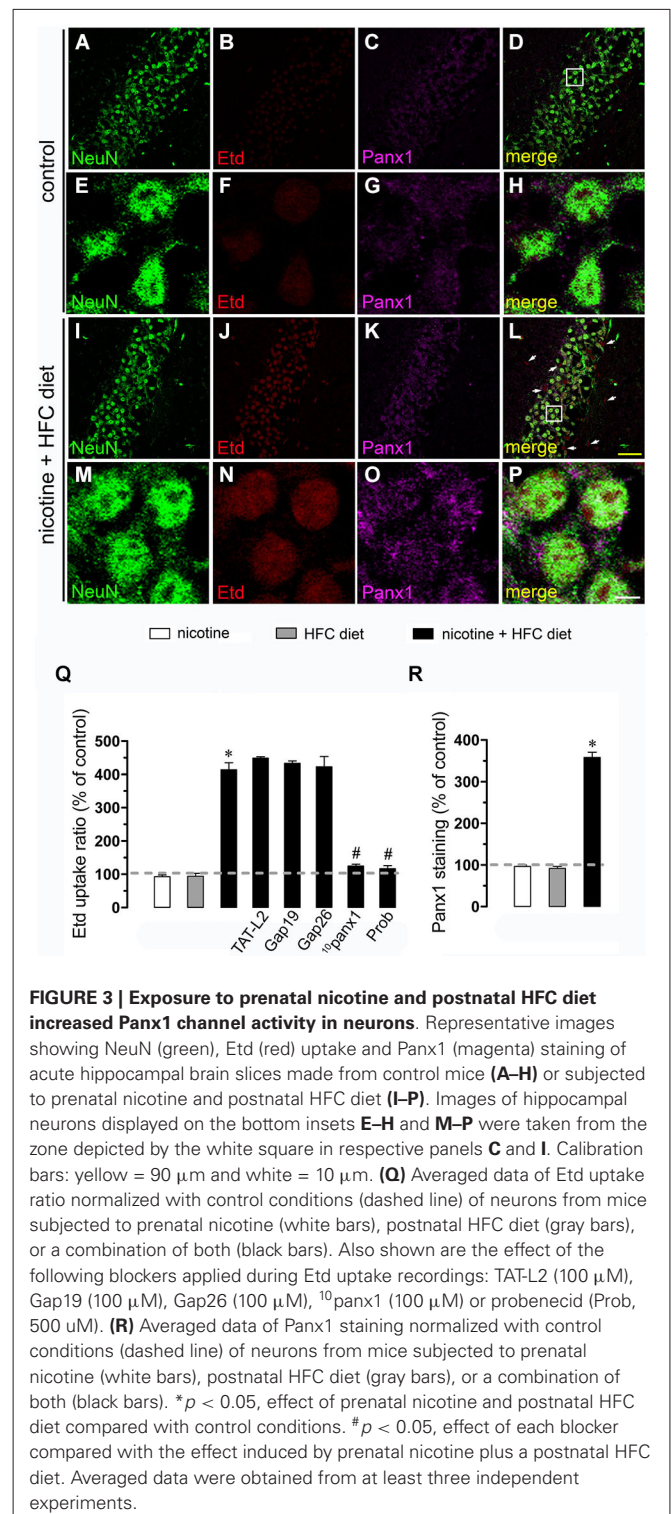 A B C D
NeuN Etd Panx1 merge
control
E F G H
NeuN Etd Panx1 merge
I J K L
NeuN Etd Panx1 merge
nicotine + HFC diet
M N O P
NeuN Etd Panx1 merge
nicotine HFC diet nicotine + HFC diet
Q
Etd uptake ratio (% of control)
500
400
300
200
100
0
*
#
#
TAT-L2
Gap19
Gap26
¹⁰panx1
Prob
R
Panx1 staining (% of control)
400
300
200
100
0
*
FIGURE 3 | Exposure to prenatal nicotine and postnatal HFC diet
increased Panx1 channel activity in neurons. Representative images
showing NeuN (green), Etd (red) uptake and Panx1 (magenta) staining of
acute hippocampal brain slices made from control mice (A–H) or subjected
to prenatal nicotine and postnatal HFC diet (I–P). Images of hippocampal
neurons displayed on the bottom insets E–H and M–P were taken from the
zone depicted by the white square in respective panels C and I. Calibration
bars: yellow = 90 μm and white = 10 μm. (Q) Averaged data of Etd uptake
ratio normalized with control conditions (dashed line) of neurons from mice
subjected to prenatal nicotine (white bars), postnatal HFC diet (gray bars),
or a combination of both (black bars). Also shown are the effect of the
following blockers applied during Etd uptake recordings: TAT-L2 (100 μM),
Gap19 (100 μM), Gap26 (100 μM), ¹⁰panx1 (100 μM) or probenecid (Prob,
500 uM). (R) Averaged data of Panx1 staining normalized with control
conditions (dashed line) of neurons from mice subjected to prenatal
nicotine (white bars), postnatal HFC diet (gray bars), or a combination of
both (black bars). *p < 0.05, effect of prenatal nicotine and postnatal HFC
diet compared with control conditions. #p < 0.05, effect of each blocker
compared with the effect induced by prenatal nicotine plus a postnatal HFC
diet. Averaged data were obtained from at least three independent
experiments.